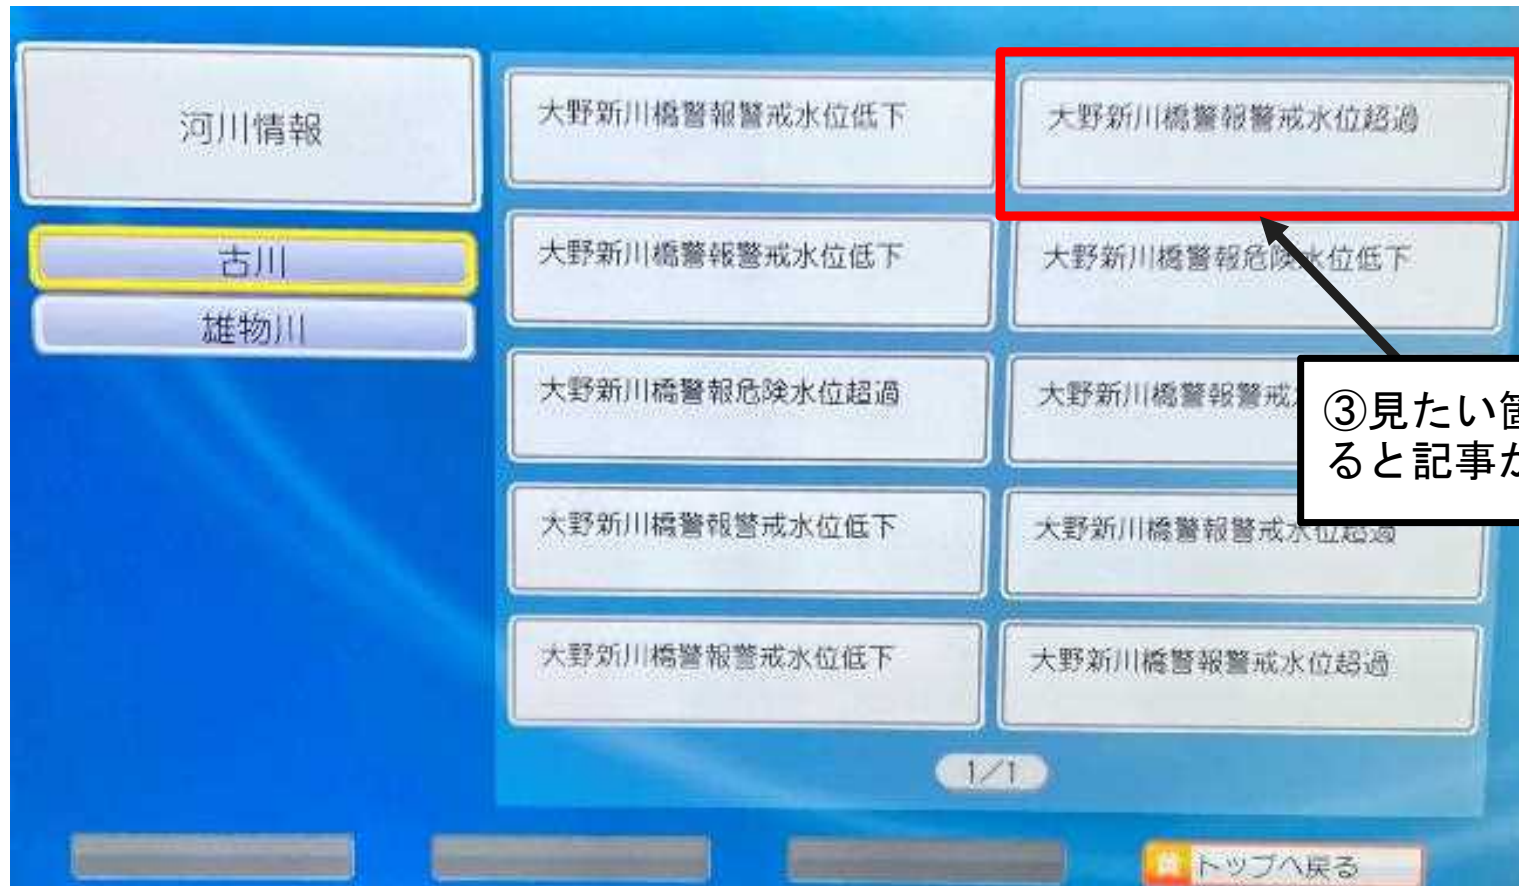 河川情報
古川
雄物川
大野新川橋警報警戒水位低下
大野新川橋警報警戒水位超過
大野新川橋警報警戒水位低下
大野新川橋警報危険水位低下
大野新川橋警報危険水位超過
大野新川橋警報警戒
大野新川橋警報警戒水位低下
大野新川橋警報警戒水位超過
大野新川橋警報警戒水位低下
大野新川橋警報警戒水位超過
③見たい
ると記事が
1/1
トップへ戻る